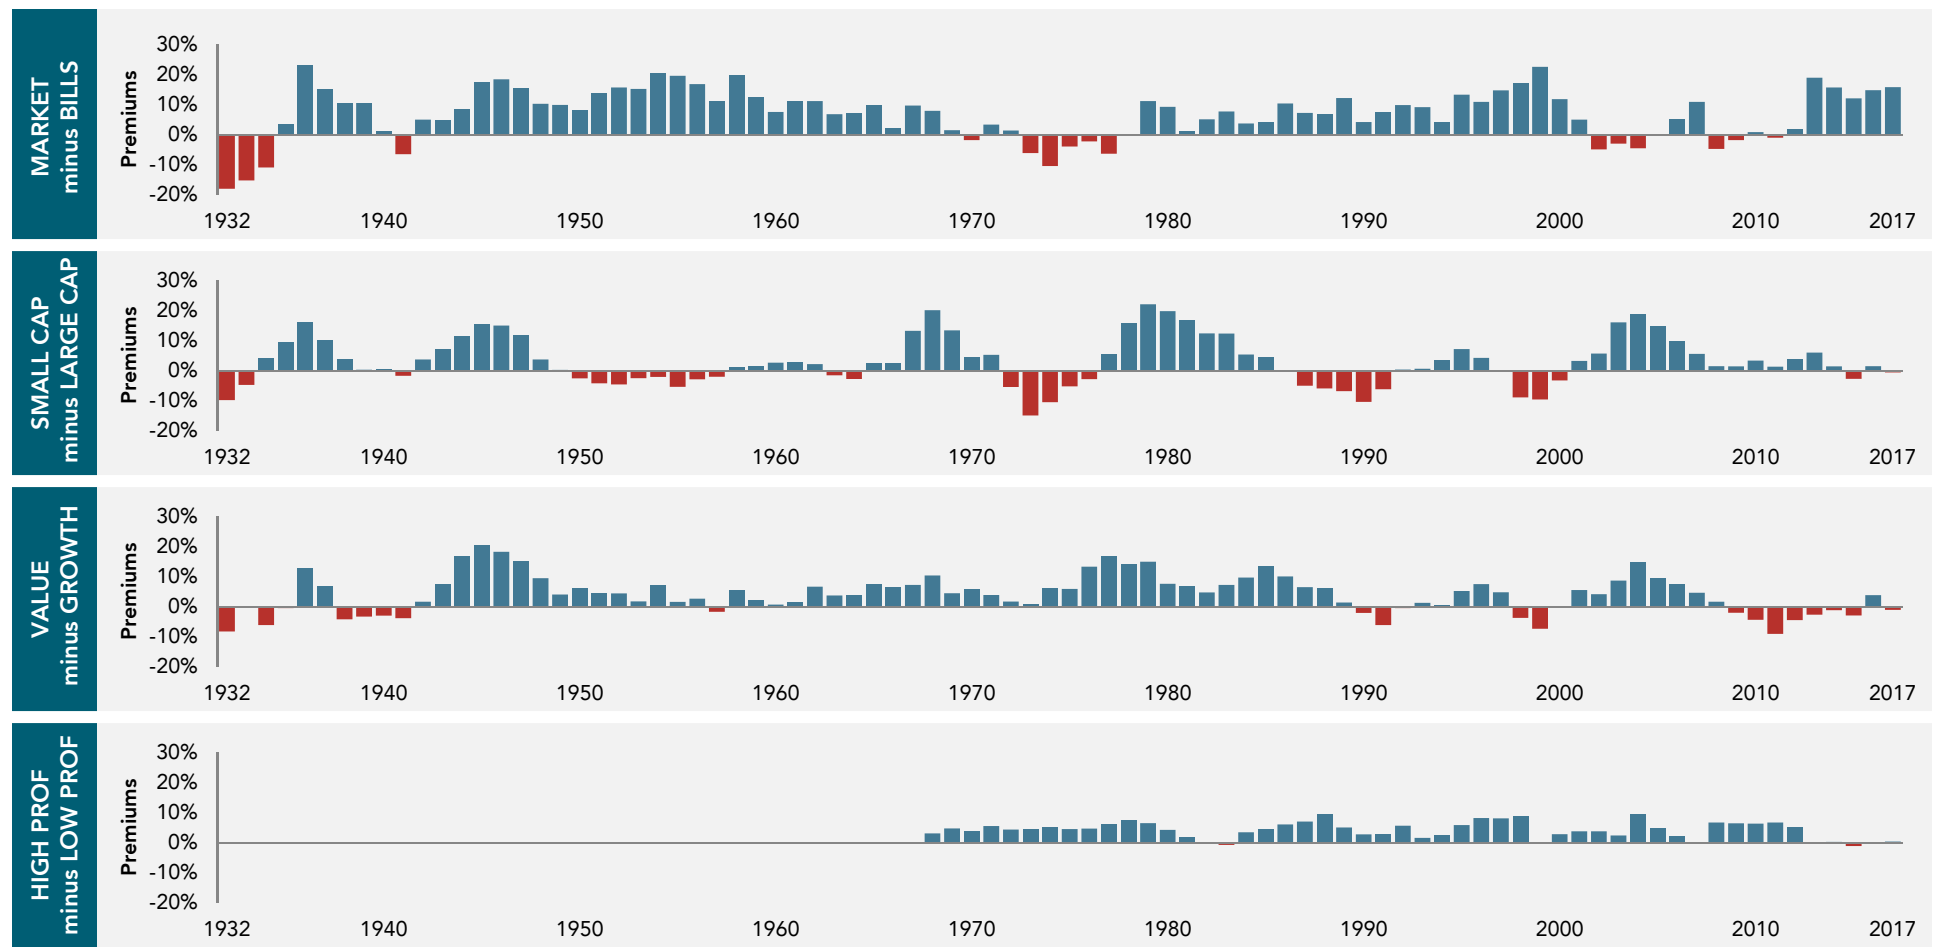 MARKET
minus BILLS
Premiums
30%
20%
10%
0%
-10%
-20%
1932 1940 1950 1960 1970 1980 1990 2000 2010 2017
SMALL CAP
minus LARGE CAP
Premiums
30%
20%
10%
0%
-10%
-20%
1932 1940 1950 1960 1970 1980 1990 2000 2010 2017
VALUE
minus GROWTH
Premiums
30%
20%
10%
0%
-10%
-20%
1932 1940 1950 1960 1970 1980 1990 2000 2010 2017
HIGH PROF
minus LOW PROF
Premiums
30%
20%
10%
0%
-10%
-20%
1932 1940 1950 1960 1970 1980 1990 2000 2010 2017